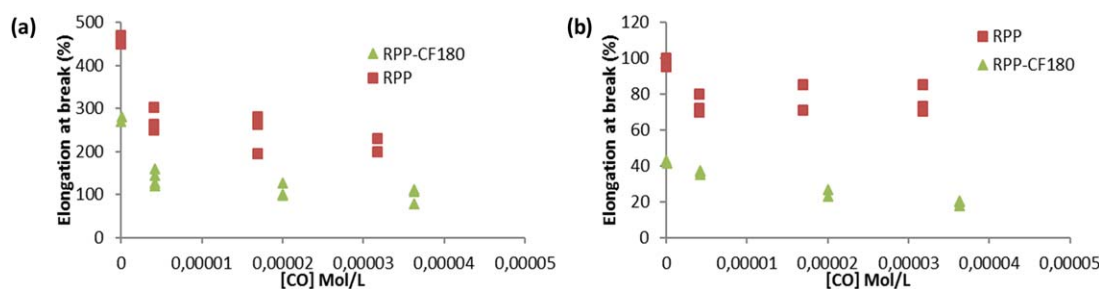 (a)
Elongation at break (%)
500
400
300
200
100
0
RPP-CF180
RPP
0 0,00001 0,00002 0,00003 0,00004 0,00005
[CO] Mol/L
(b)
Elongation at break (%)
120
100
80
60
40
20
0
RPP
RPP-CF180
0 0,00001 0,00002 0,00003 0,00004 0,00005
[CO] Mol/L